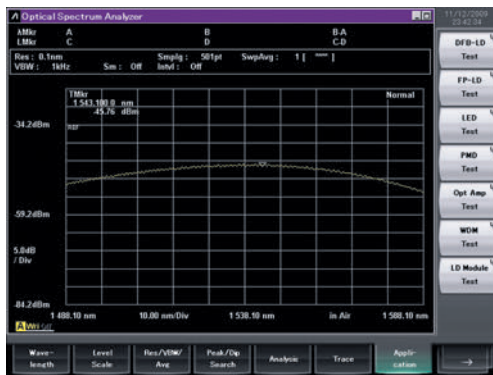 Optical Spectrum Analyzer
11/12/2009
23:42:34
λMkr A B B-A
LMkr C D C-D
Res : 0.1nm Smplg : 501pt SwpAvg : 1 [ **** ]
VBW : 1kHz Sm : Off Intvl : Off
TMkr
1 543.100 0 nm
-45.76 dBm
Normal
REF
-34.2dBm
-59.2dBm
5.0dB
/ Div
-84.2dBm
1 488.10 nm 10.00 nm/Div 1 538.10 nm in Air 1 588.10 nm
DFB-LD
Test
FP-LD
Test
LED
Test
PMD
Test
Opt Amp
Test
WDM
Test
LD Module
Test
Wave-
length
Level
Scale
Res/VBW/
Avg
Peak/Dip
Search
Analysis
Trace
Appli-
cation
→